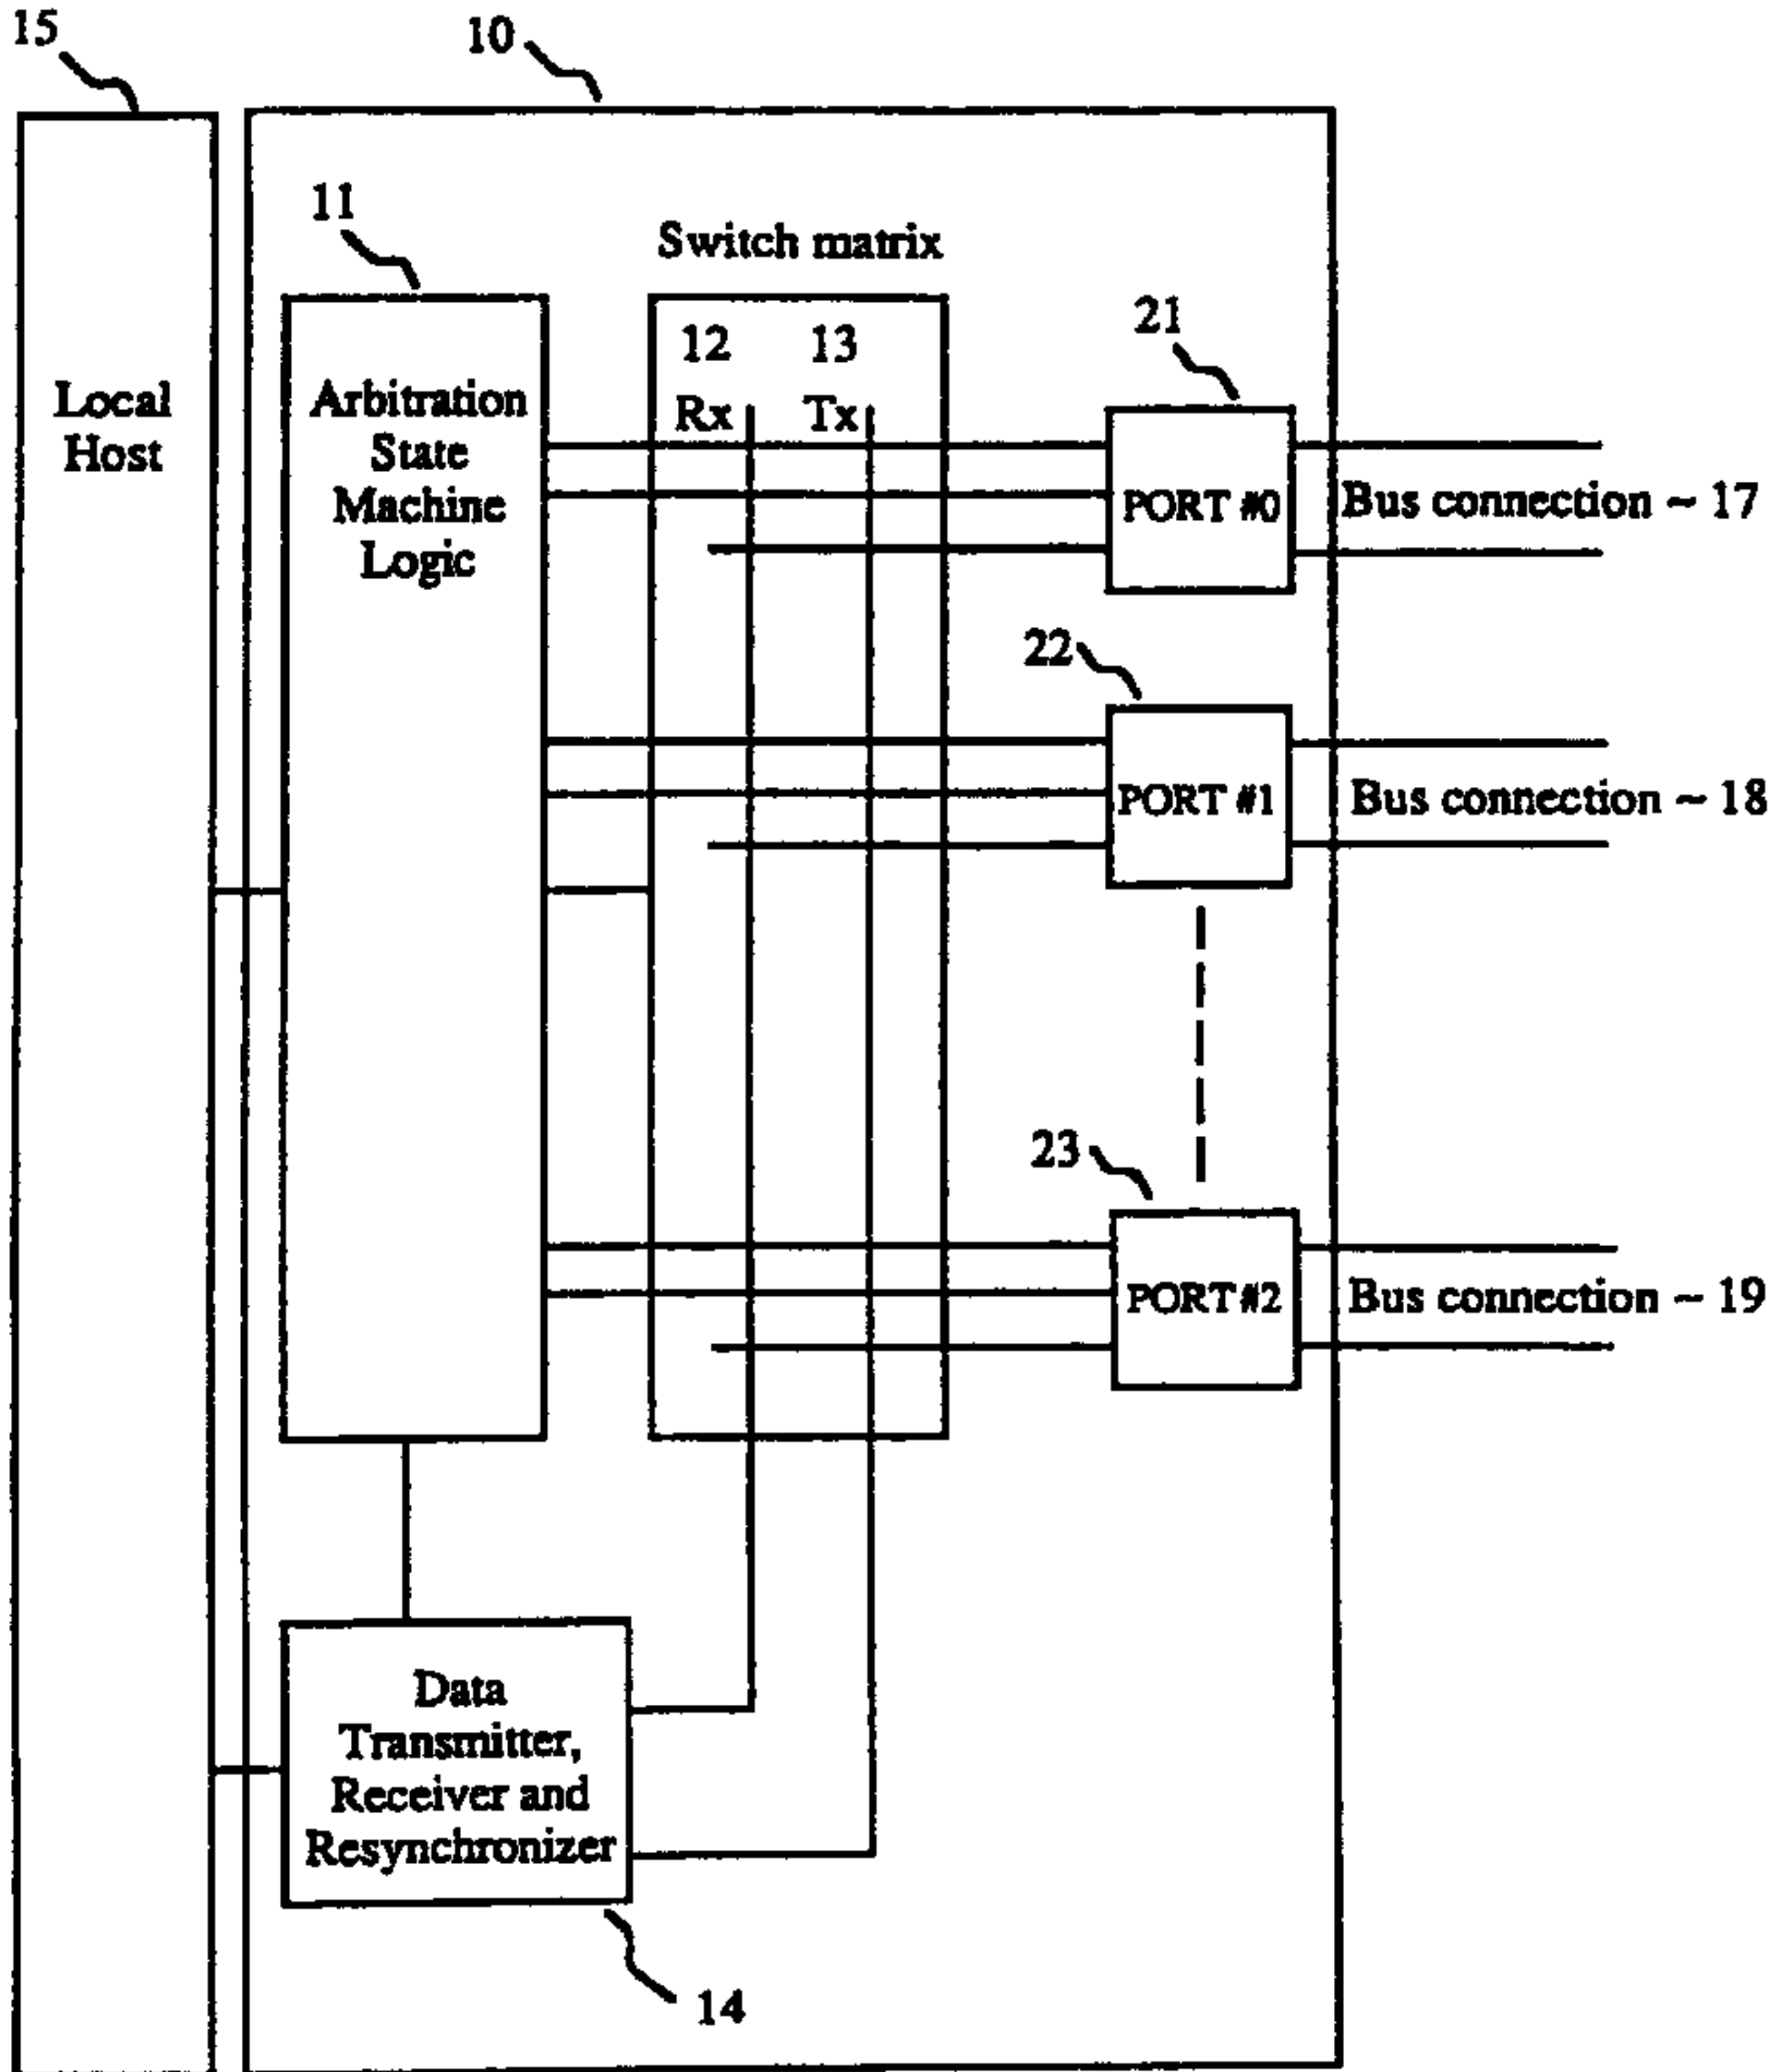 15
10
11
Switch matrix
21
12
13
Local
Host
Arbitration
State
Machine
Logic
Rx
Tx
PORT #0
Bus connection ~ 17
22
PORT #1
Bus connection ~ 18
23
PORT #2
Bus connection ~ 19
Data
Transmitter,
Receiver and
Resynchronizer
14